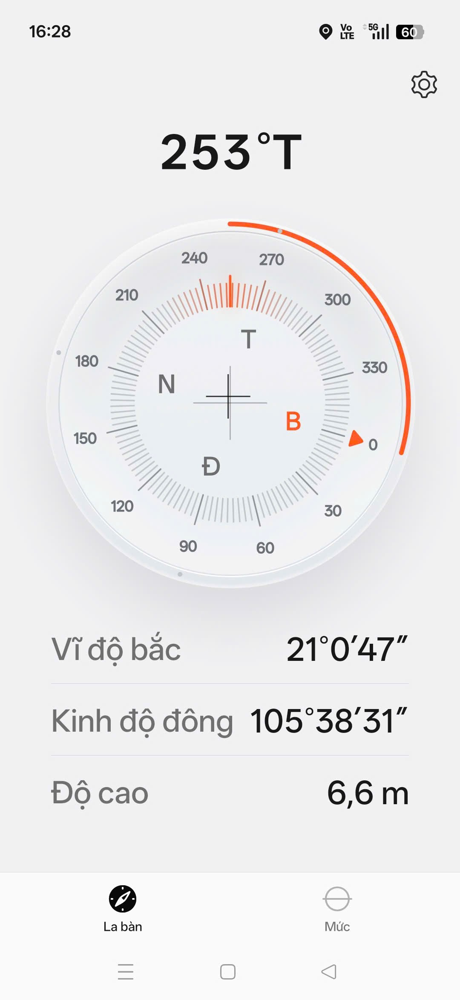 16:28
Vo
LTE
5G
60
253°T
240
270
210
300
T
180
330
N
B
150
0
Đ
120
30
90
60
Vĩ độ bắc 21°0′47″
Kinh độ đông 105°38′31″
Độ cao 6,6 m
La bàn
Mức